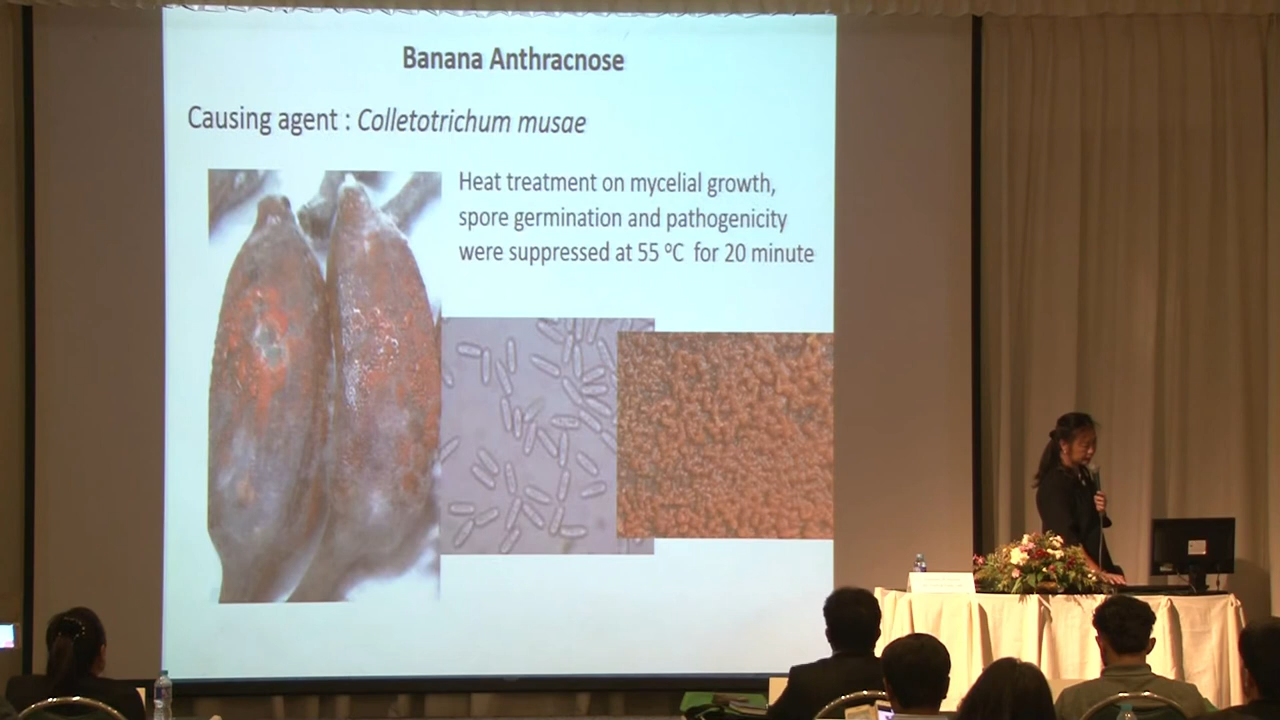 Banana Anthracnose
Causing agent : Colletotrichum musae
Heat treatment on mycelial growth,
spore germination and pathogenicity
were suppressed at 55 ºC for 20 minute